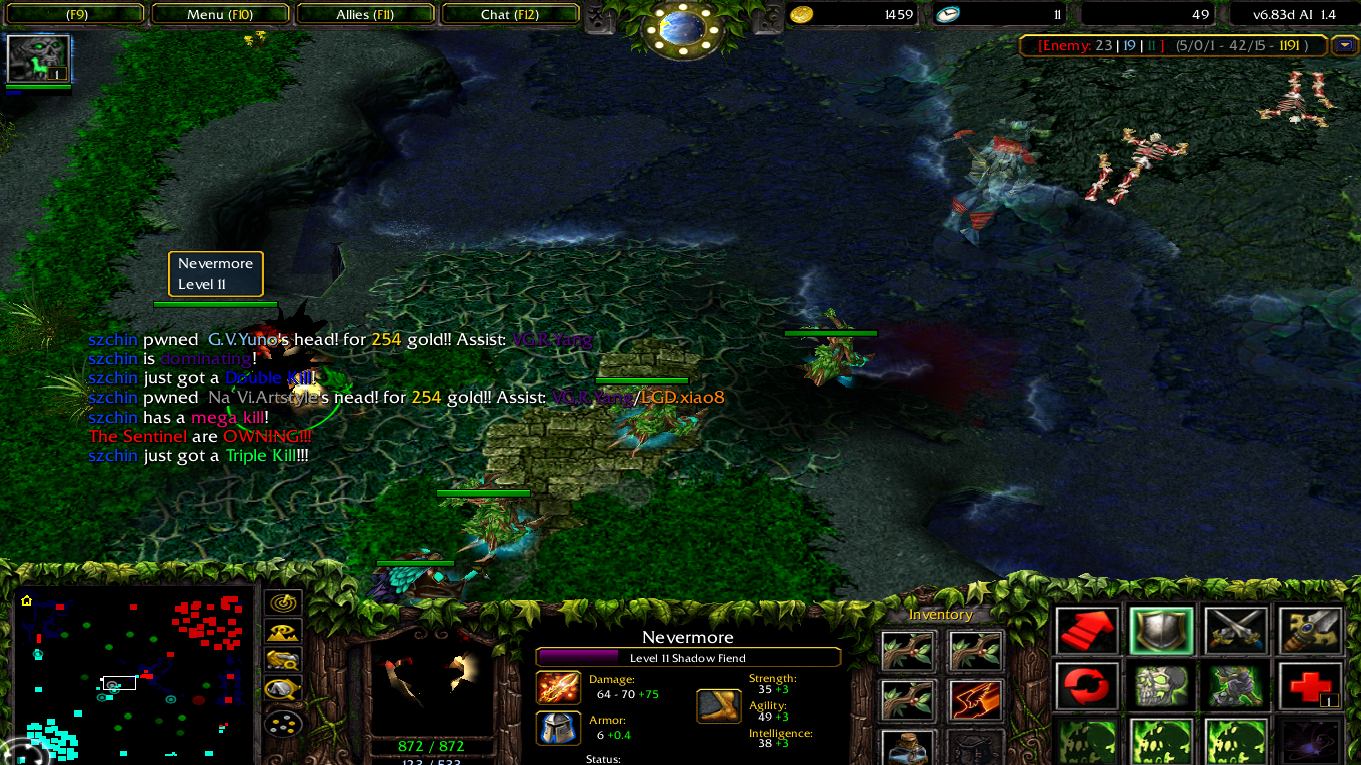 (F9)
Menu (F10)
Allies (F11)
Chat (F12)
1459
11
49
v6.83d AI 1.4
[Enemy: 23 | 19 | 11 ] (5/0/1 - 42/15 - 1191 )
1
Nevermore
Level 11
szchin pwned G.V.Yuno's head! for 254 gold!! Assist: VG.R.Yang
szchin is dominating!
szchin just got a Double Kill!
szchin pwned Na`Vi.Artstyle's head! for 254 gold!! Assist: VG.R.Yang/LGD.xiao8
szchin has a mega kill!
The Sentinel are OWNING!!!
szchin just got a Triple Kill!!!
Inventory
Nevermore
Level 11 Shadow Fiend
Damage:
64 - 70 +75
Armor:
6 +0.4
Status:
Strength:
35 +3
Agility:
49 +3
Intelligence:
38 +3
872 / 872
123 / 533
1